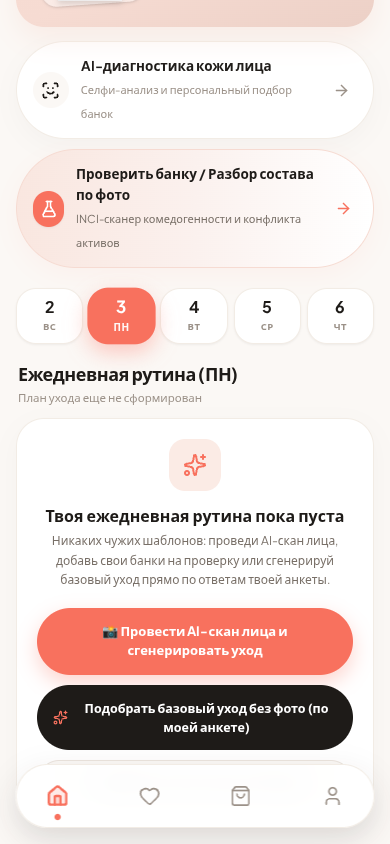 AI-диагностика кожи лица
Селфи-анализ и персональный подбор
банок
Проверить банку / Разбор состава
по фото
INCI-сканер комедогенности и конфликта
активов
2 3 4 5 6
ВС ПН ВТ СР ЧТ
Ежедневная рутина (ПН)
План ухода еще не сформирован
Твоя ежедневная рутина пока пуста
Никаких чужих шаблонов: проведи AI-скан лица,
добавь свои банки на проверку или сгенерируй
базовый уход прямо по ответам твоей анкеты.
📸 Провести AI-скан лица и
сгенерировать уход
Подобрать базовый уход без фото (по
моей анкете)